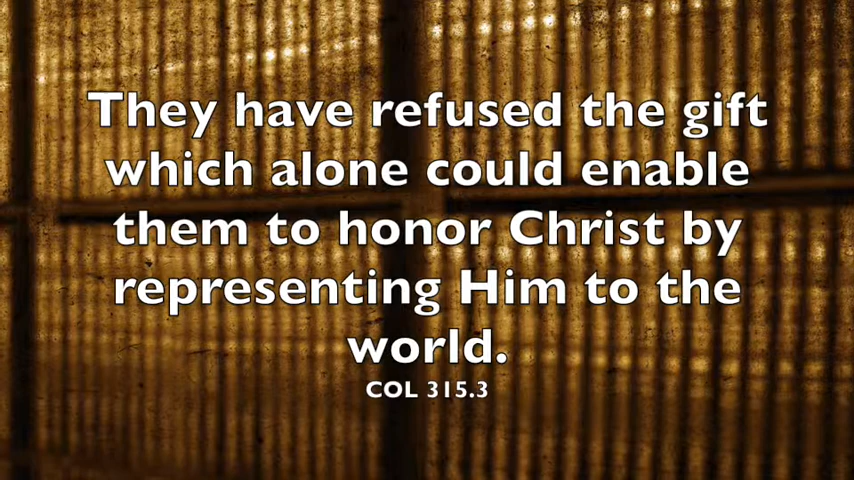 They have refused the gift
which alone could enable
them to honor Christ by
representing Him to the
world.
COL 315.3